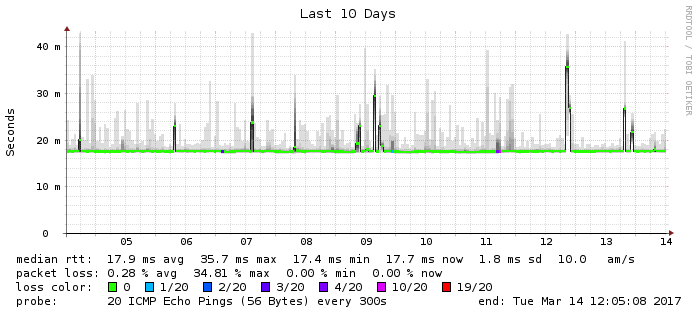 Last 10 Days
RRDTOOL / TOBI OETIKER
Seconds
40 m
30 m
20 m
10 m
0
05 06 07 08 09 10 11 12 13 14
median rtt: 17.9 ms avg 35.7 ms max 17.4 ms min 17.7 ms now 1.8 ms sd 10.0 am/s
packet loss: 0.28 % avg 34.81 % max 0.00 % min 0.00 % now
loss color: 0 1/20 2/20 3/20 4/20 10/20 19/20
probe: 20 ICMP Echo Pings (56 Bytes) every 300s end: Tue Mar 14 12:05:08 2017